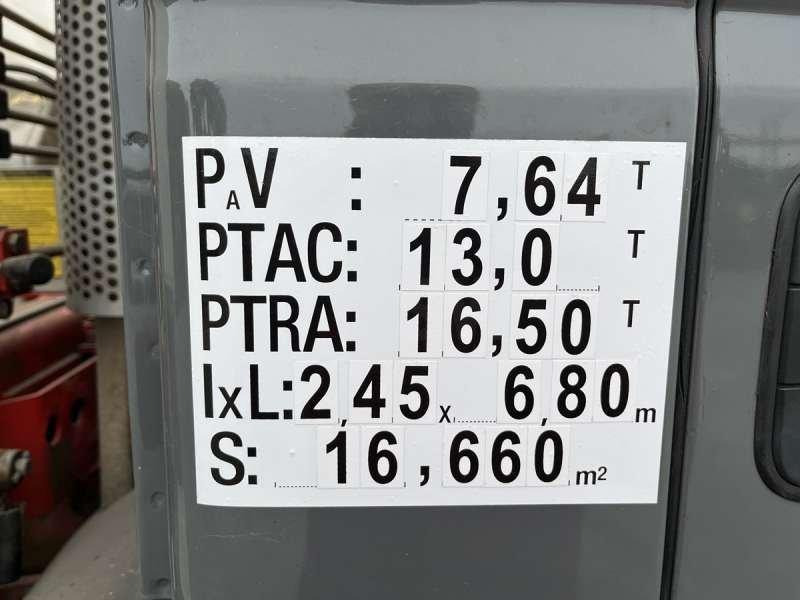 PAV : 7,64 T
PTAC: 13,0 T
PTRA: 16,50 T
IxL: 2,45 x 6,80 m
S: 16,660 m²